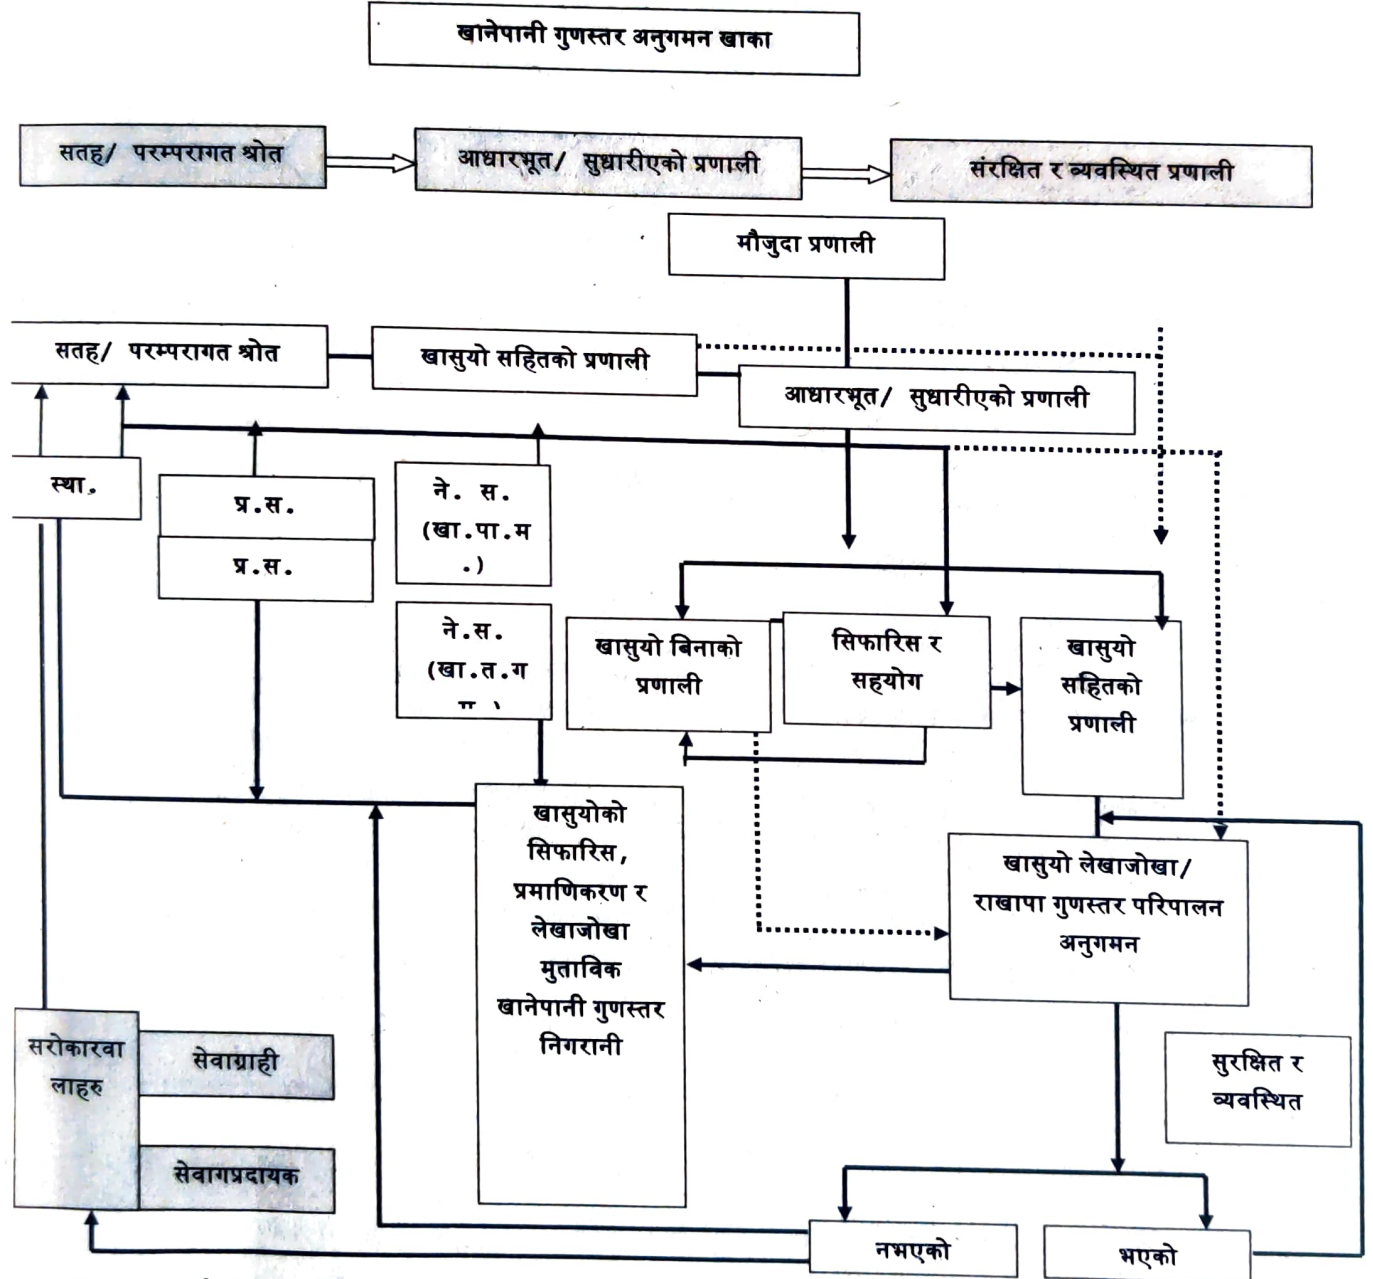 खानेपानी गुणस्तर अनुगमन खाका
सतह/ परम्परागत श्रोत
आधारभूत/ सुधारीएको प्रणाली
संरक्षित र व्यवस्थित प्रणाली
मौजुदा प्रणाली
सतह/ परम्परागत श्रोत
खासुयो सहितको प्रणाली
आधारभूत/ सुधारीएको प्रणाली
स्था.
प्र.स.
प्र.स.
ने. स.
(खा.पा.म
.)
ने.स.
(खा.त.ग
खासुयो बिनाको
प्रणाली
सिफारिस र
सहयोग
खासुयो
सहितको
प्रणाली
खासुयोको
सिफारिस,
प्रमाणिकरण र
लेखाजोखा
मुताविक
खानेपानी गुणस्तर
निगरानी
खासुयो लेखाजोखा/
राखापा गुणस्तर परिपालन
अनुगमन
सरोकारवा
लाहरु
सेवाग्राही
सेवागप्रदायक
सुरक्षित र
व्यवस्थित
नभएको
भएको